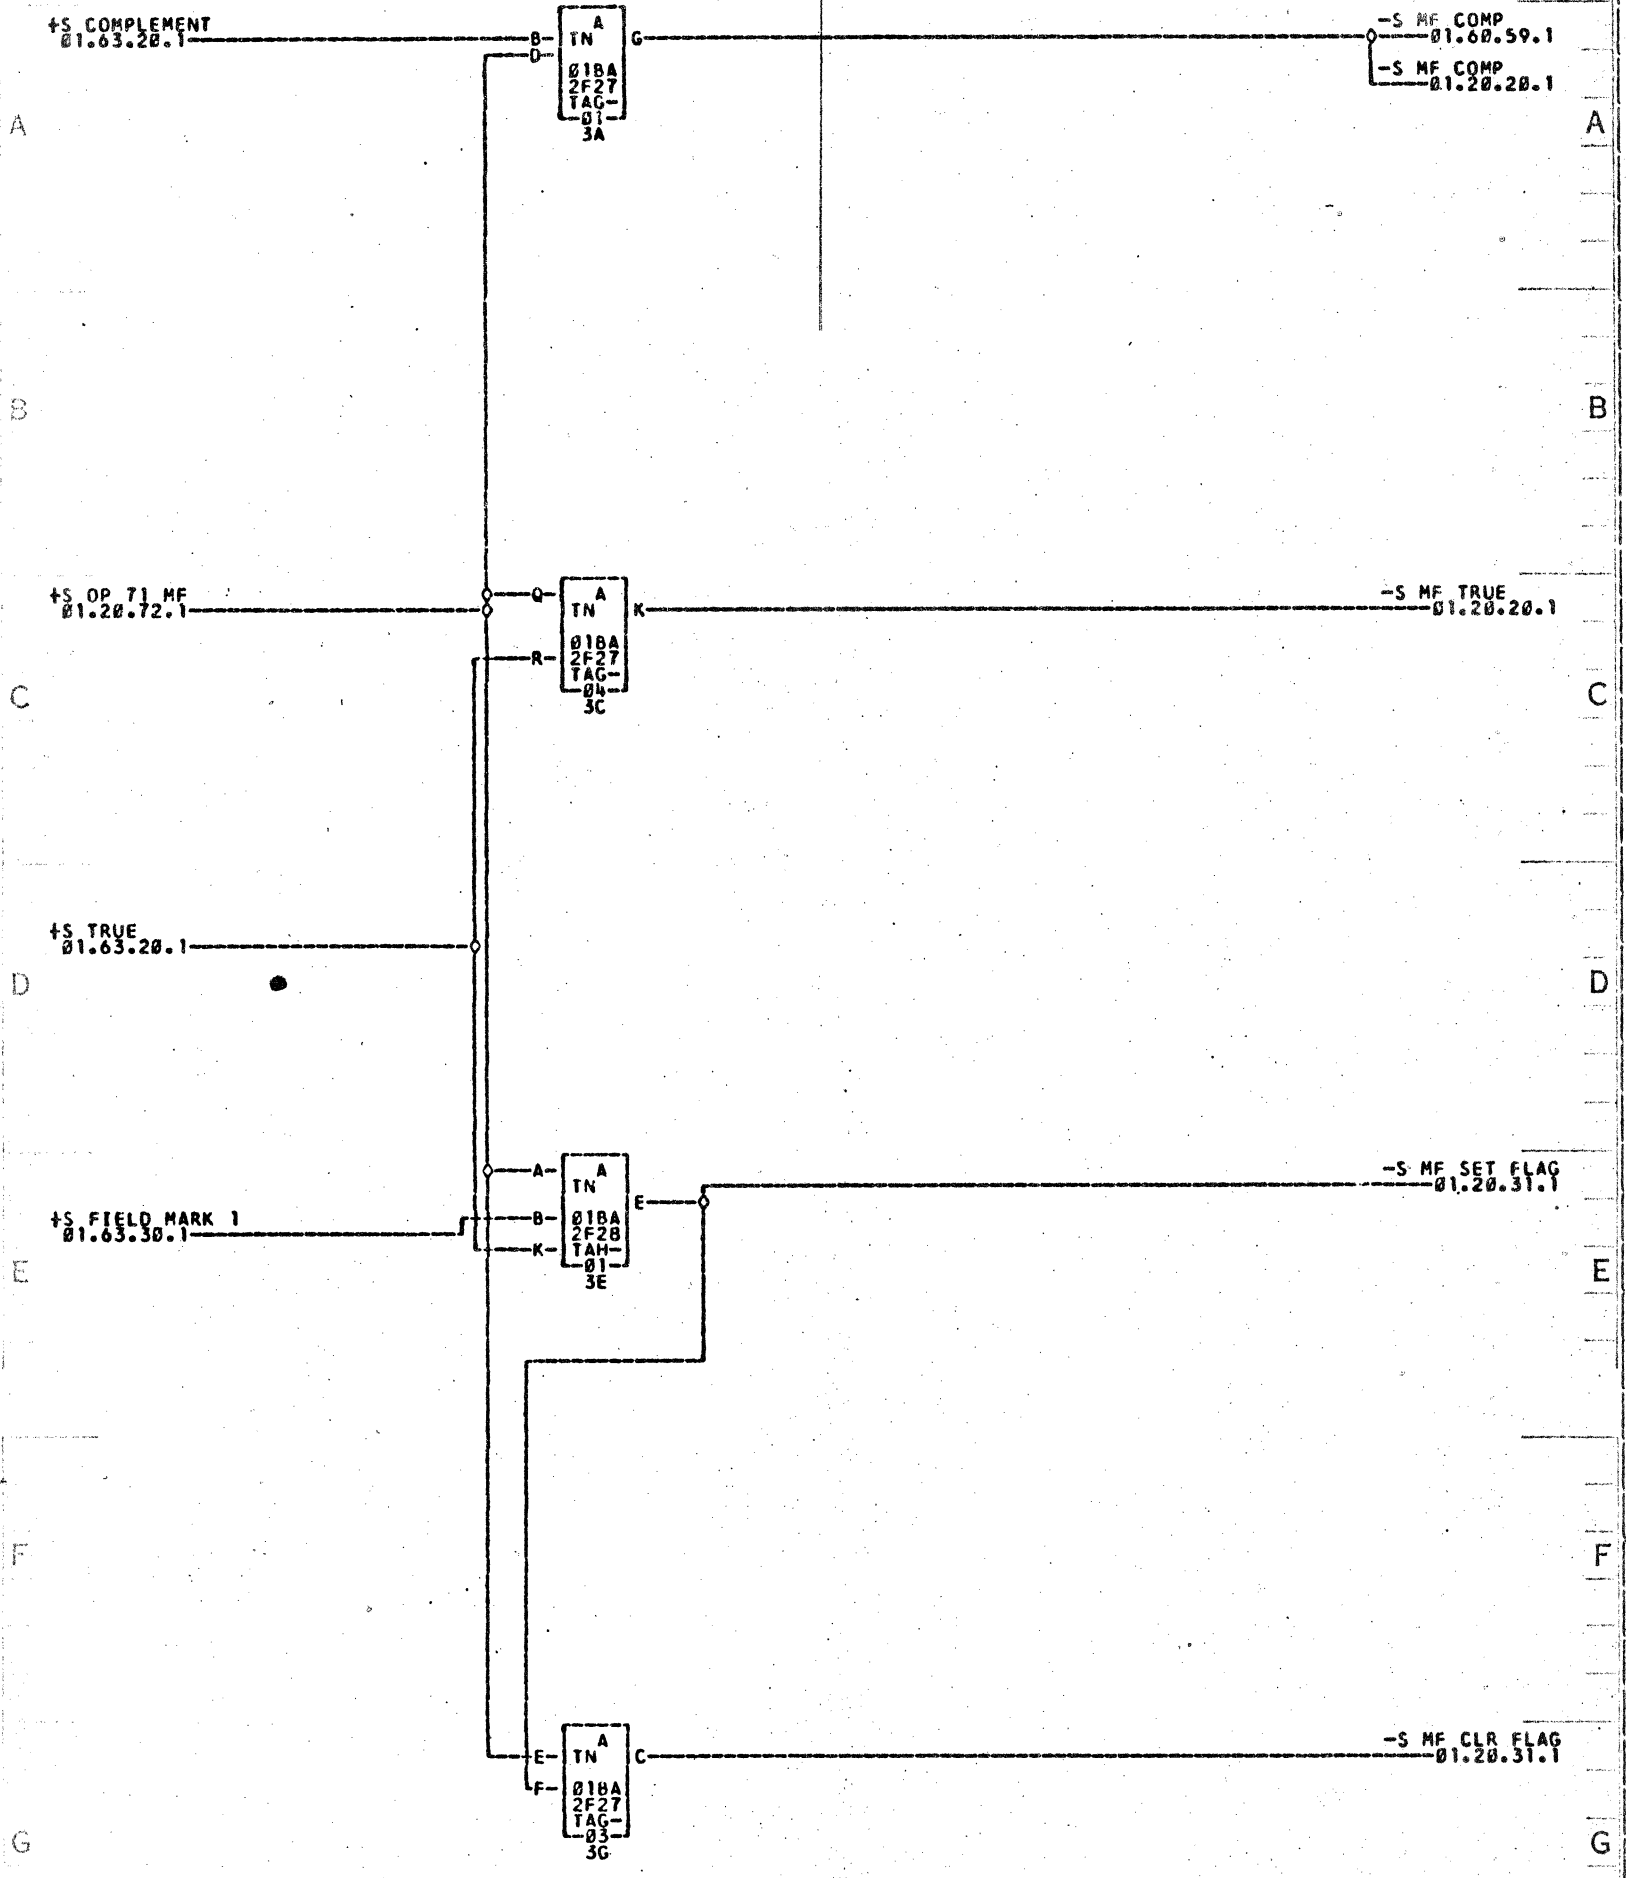 +S COMPLEMENT
01.63.20.1
B
D
A
TN
01BA
2F27
TAG-
01
3A
G
-S MF COMP
01.60.59.1
-S MF COMP
01.20.20.1
A
A
B
B
+S OP 71 MF
01.20.72.1
Q
R
A
TN
01BA
2F27
TAG-
04
3C
K
-S MF TRUE
01.20.20.1
C
C
+S TRUE
01.63.20.1
D
D
+S FIELD MARK 1
01.63.30.1
A
B
K
A
TN
01BA
2F28
TAH-
01
3E
E
-S MF SET FLAG
01.20.31.1
E
E
F
F
E
F
A
TN
01BA
2F27
TAG-
03
3G
C
-S MF CLR FLAG
01.20.31.1
G
G